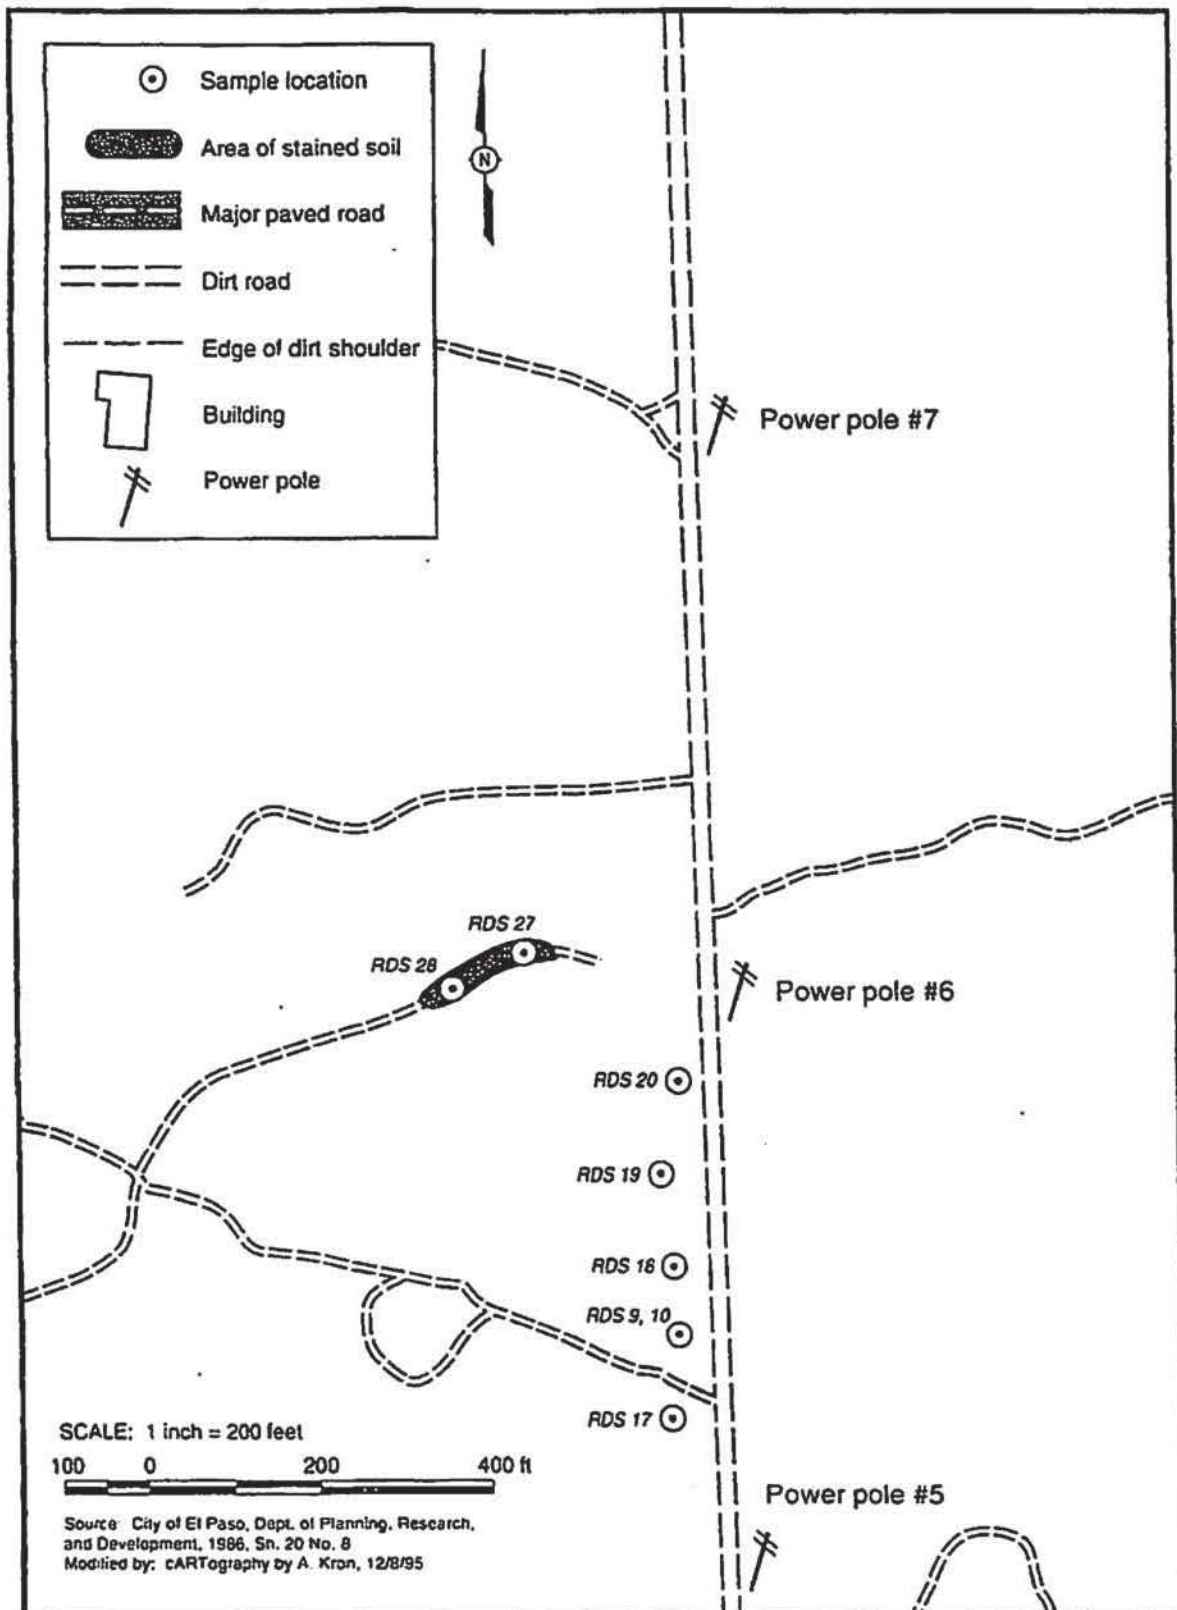 Sample location
Area of stained soil
Major paved road
Dirt road
Edge of dirt shoulder
Building
Power pole
N
Power pole #7
RDS 27
RDS 28
Power pole #6
RDS 20
RDS 19
RDS 18
RDS 9, 10
RDS 17
SCALE: 1 inch = 200 feet
100 0 200 400 ft
Power pole #5
Source: City of El Paso, Dept. of Planning, Research,
and Development, 1986, Sh. 20 No. 8
Modified by: cARTography by A. Kron, 12/8/95